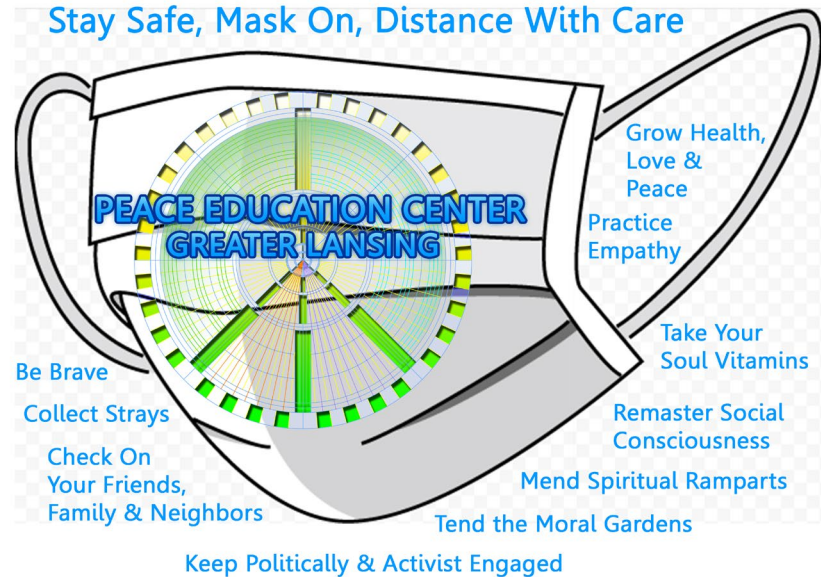 Stay Safe, Mask On, Distance With Care
PEACE EDUCATION CENTER
GREATER LANSING
Grow Health,
Love &
Peace
Practice
Empathy
Take Your
Soul Vitamins
Remaster Social
Consciousness
Mend Spiritual Ramparts
Tend the Moral Gardens
Be Brave
Collect Strays
Check On
Your Friends,
Family & Neighbors
Keep Politically & Activist Engaged